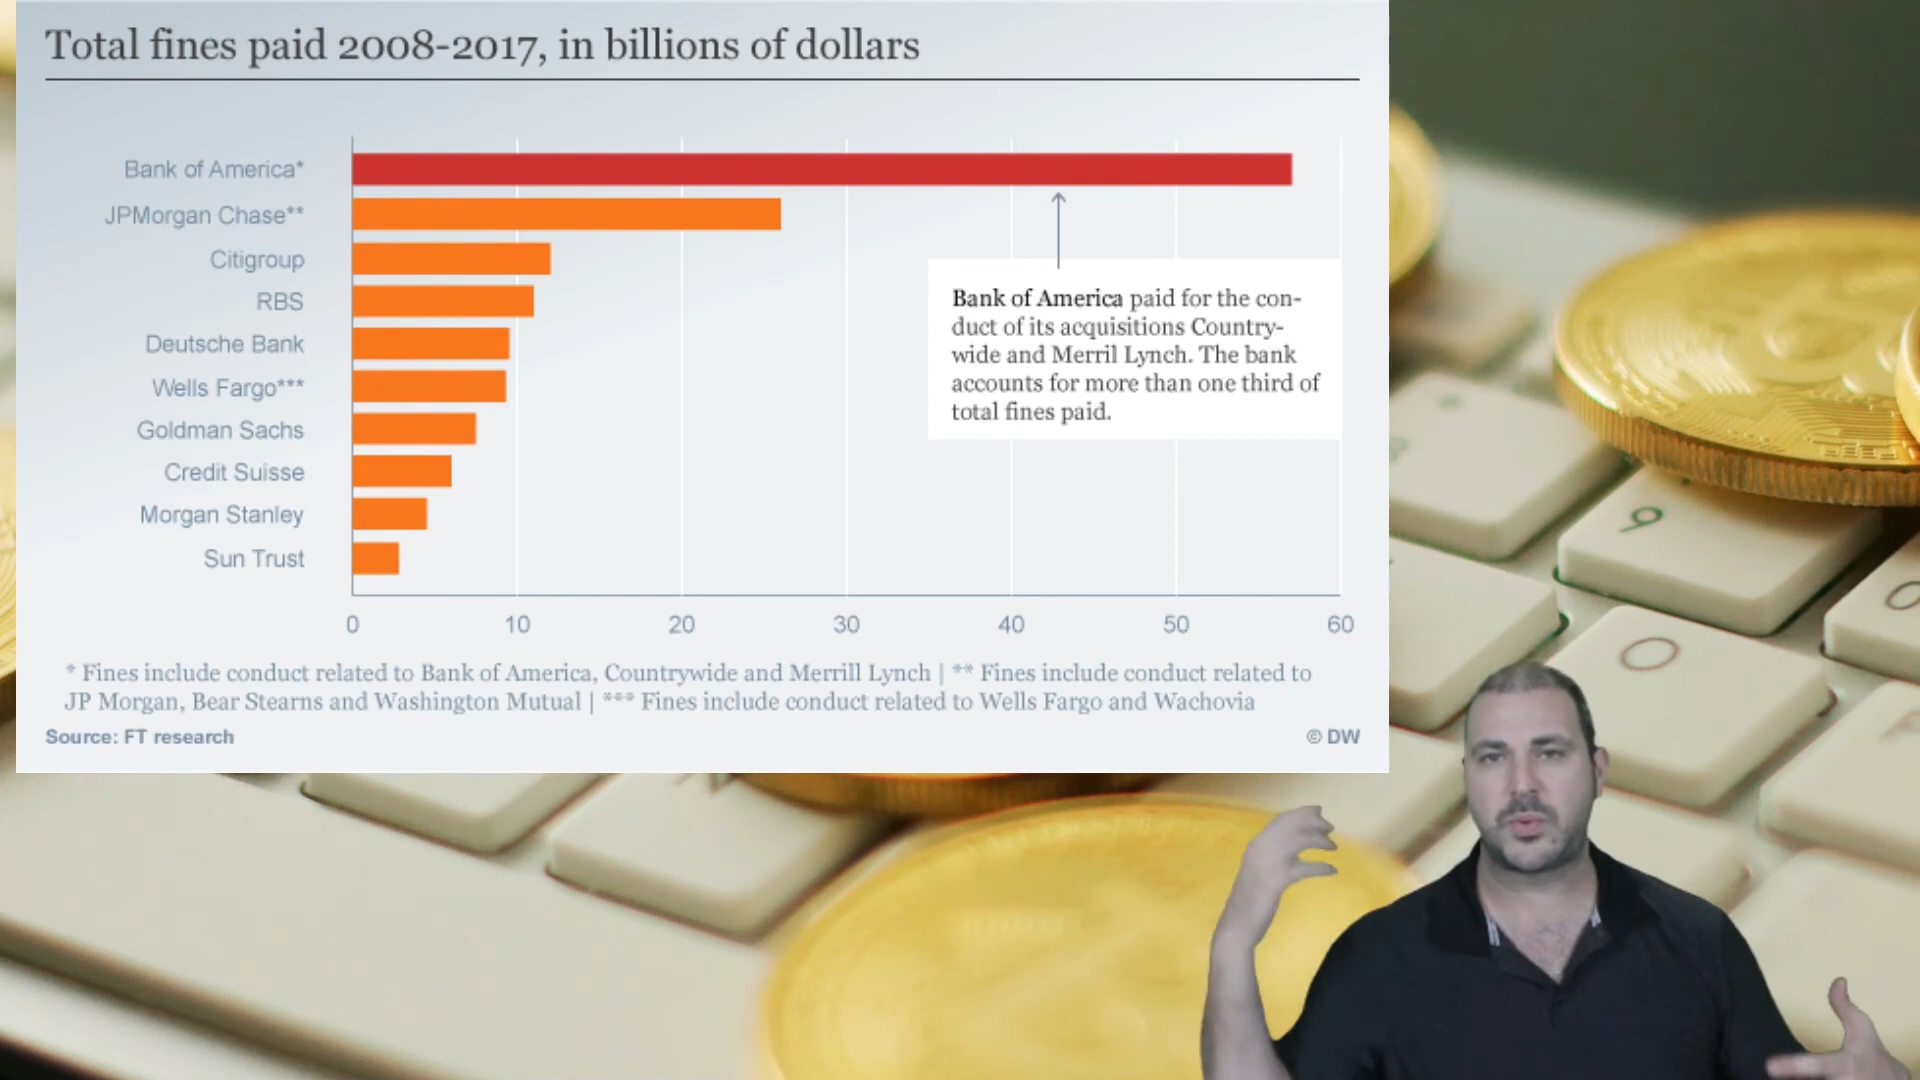 Total fines paid 2008-2017, in billions of dollars
Bank of America*
JPMorgan Chase**
Citigroup
RBS
Deutsche Bank
Wells Fargo***
Goldman Sachs
Credit Suisse
Morgan Stanley
Sun Trust
Bank of America paid for the con-
duct of its acquisitions Country-
wide and Merril Lynch. The bank
accounts for more than one third of
total fines paid.
0 10 20 30 40 50 60
* Fines include conduct related to Bank of America, Countrywide and Merrill Lynch | ** Fines include conduct related to
JP Morgan, Bear Stearns and Washington Mutual | *** Fines include conduct related to Wells Fargo and Wachovia
Source: FT research
© DW
9
O